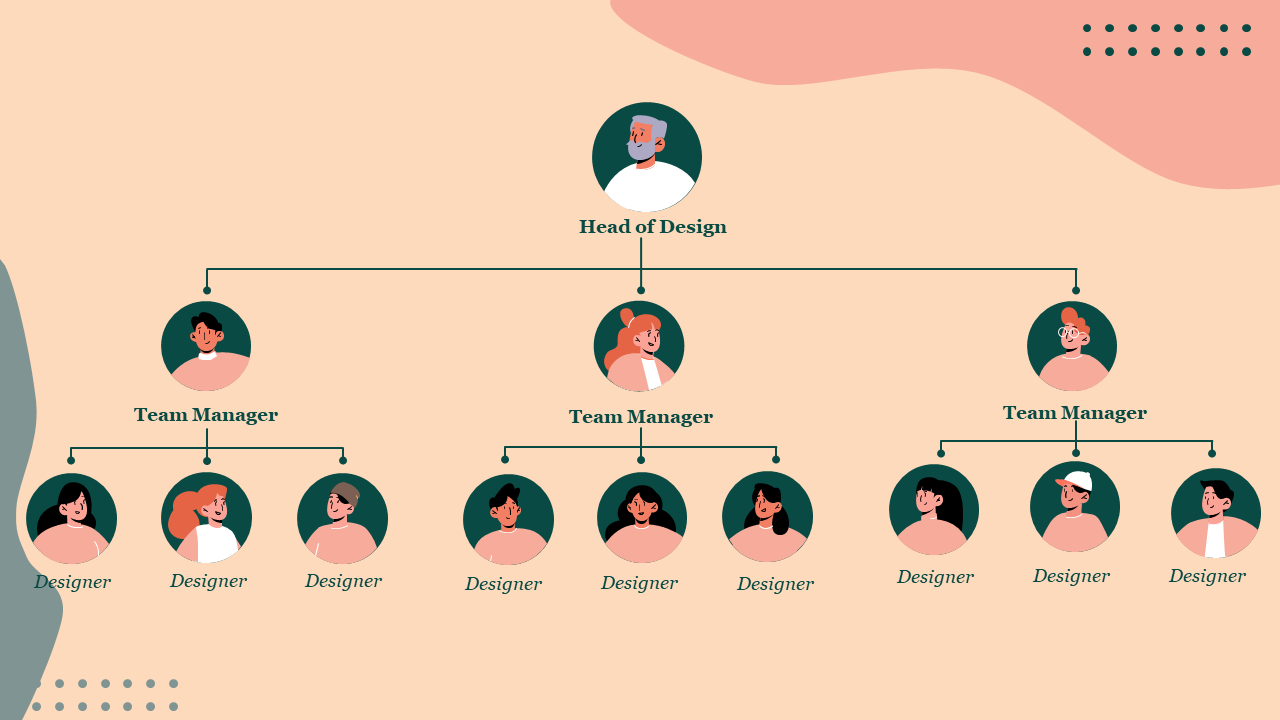 Head of Design
Team Manager
Team Manager
Team Manager
Designer
Designer
Designer
Designer
Designer
Designer
Designer
Designer
Designer